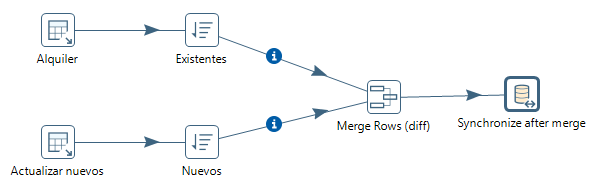 Alquiler
Existentes
Merge Rows (diff)
Synchronize after merge
Actualizar nuevos
Nuevos